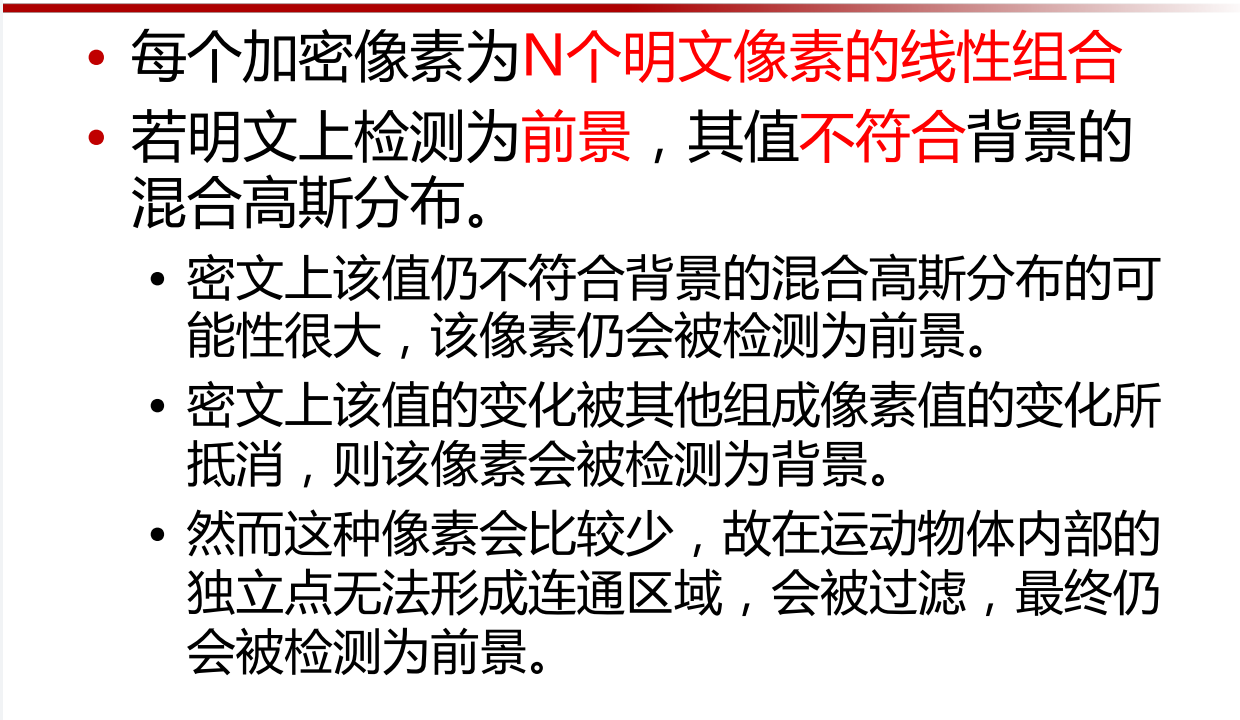 • 每个加密像素为N个明文像素的线性组合
• 若明文上检测为前景，其值不符合背景的
混合高斯分布。
• 密文上该值仍不符合背景的混合高斯分布的可
能性很大，该像素仍会被检测为前景。
• 密文上该值的变化被其他组成像素值的变化所
抵消，则该像素会被检测为背景。
• 然而这种像素会比较少，故在运动物体内部的
独立点无法形成连通区域，会被过滤，最终仍
会被检测为前景。